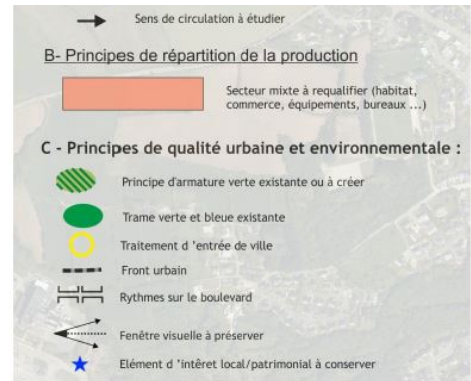 Sens de circulation à étudier
B- Principes de répartition de la production
Secteur mixte à requalifier (habitat,
commerce, équipements, bureaux ...)
C - Principes de qualité urbaine et environnementale :
Principe d'armature verte existante ou à créer
Trame verte et bleue existante
Traitement d 'entrée de ville
Front urbain
Rythmes sur le boulevard
Fenêtre visuelle à préserver
Elément d 'intêret local/patrimonial à conserver